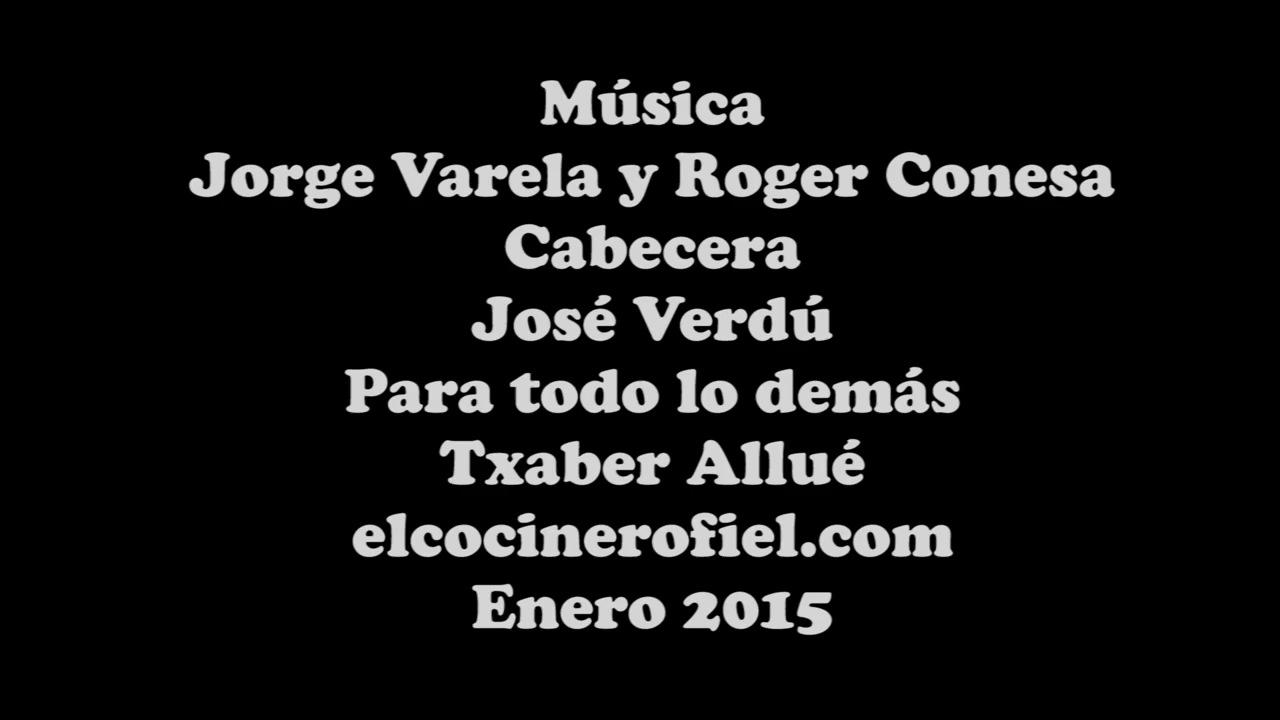 Música
Jorge Varela y Roger Conesa
Cabecera
José Verdú
Para todo lo demás
Txaber Allué
elcocinerofiel.com
Enero 2015